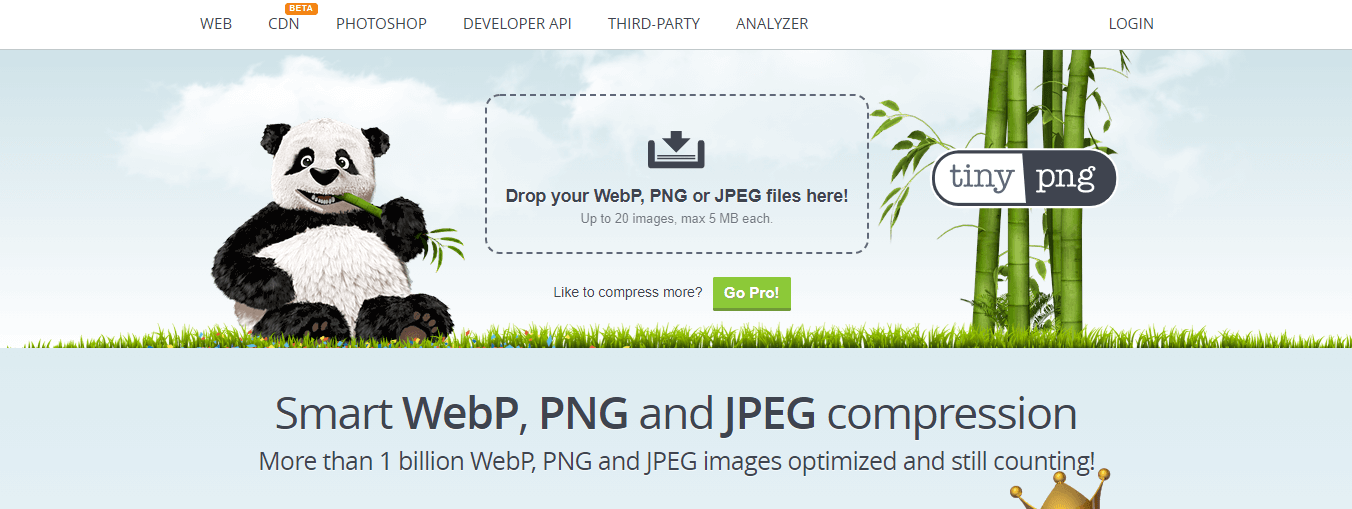 WEB
CDN
BETA
PHOTOSHOP
DEVELOPER API
THIRD-PARTY
ANALYZER
LOGIN
Drop your WebP, PNG or JPEG files here!
Up to 20 images, max 5 MB each.
tiny png
Like to compress more?
Go Pro!
Smart WebP, PNG and JPEG compression
More than 1 billion WebP, PNG and JPEG images optimized and still counting!